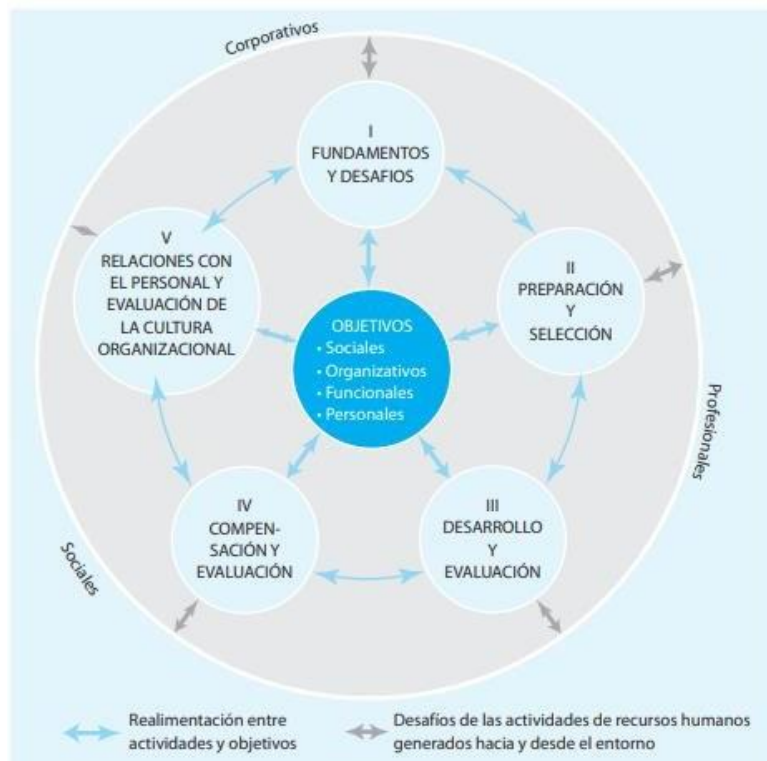 Corporativos
I
FUNDAMENTOS
Y DESAFIOS
V
RELACIONES CON
EL PERSONAL Y
EVALUACIÓN DE
LA CULTURA
ORGANIZACIONAL
II
PREPARACIÓN
Y
SELECCIÓN
OBJETIVOS
• Sociales
• Organizativos
• Funcionales
• Personales
Profesionales
IV
COMPEN-
SACIÓN Y
EVALUACIÓN
III
DESARROLLO
Y
EVALUACIÓN
Sociales
Realimentación entre
actividades y objetivos
Desafíos de las actividades de recursos humanos
generados hacia y desde el entorno